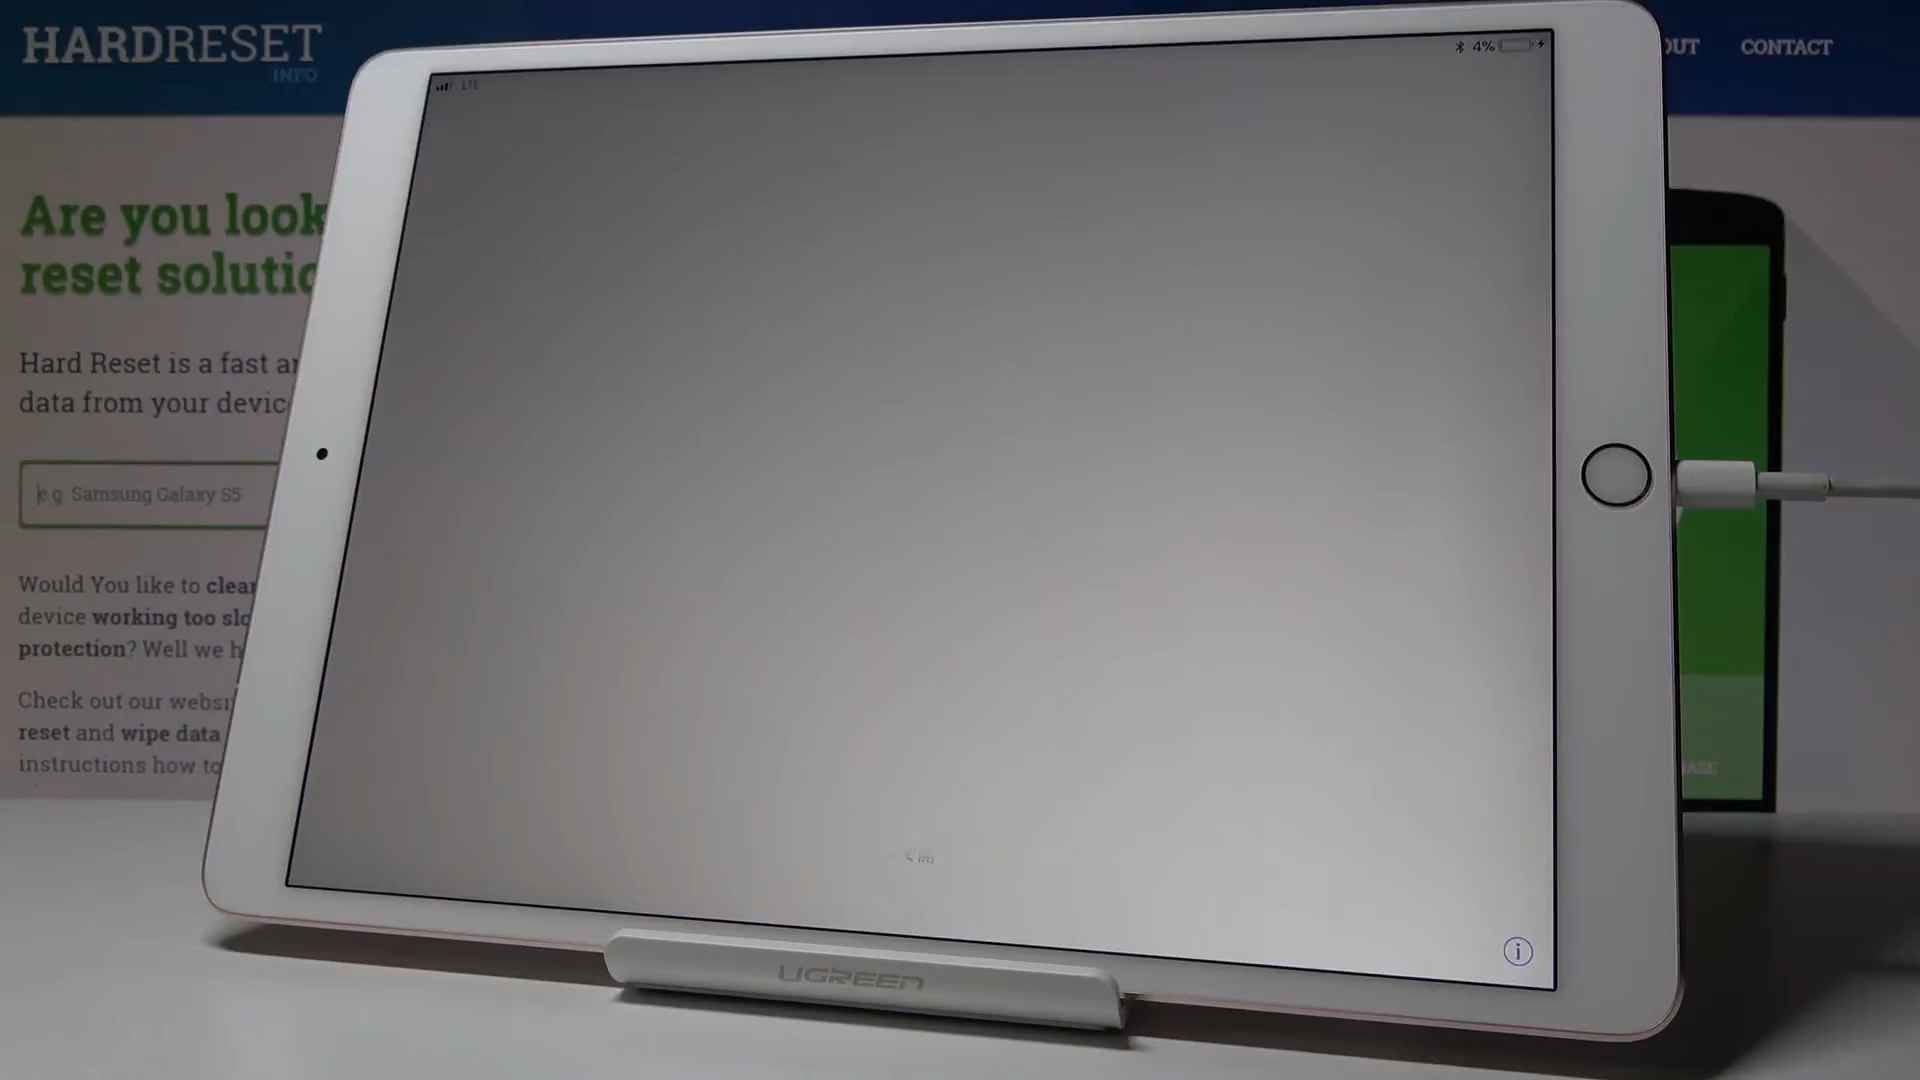 HARDRESET
INFO
OUT
CONTACT
LTE
4%
Are you look
reset solutio
Hard Reset is a fast a
data from your devic
e.g. Samsung Galaxy S5
Would You like to clear
device working too slo
protection? Well we h
Check out our websi
reset and wipe data
instructions how to
i
UGREEN